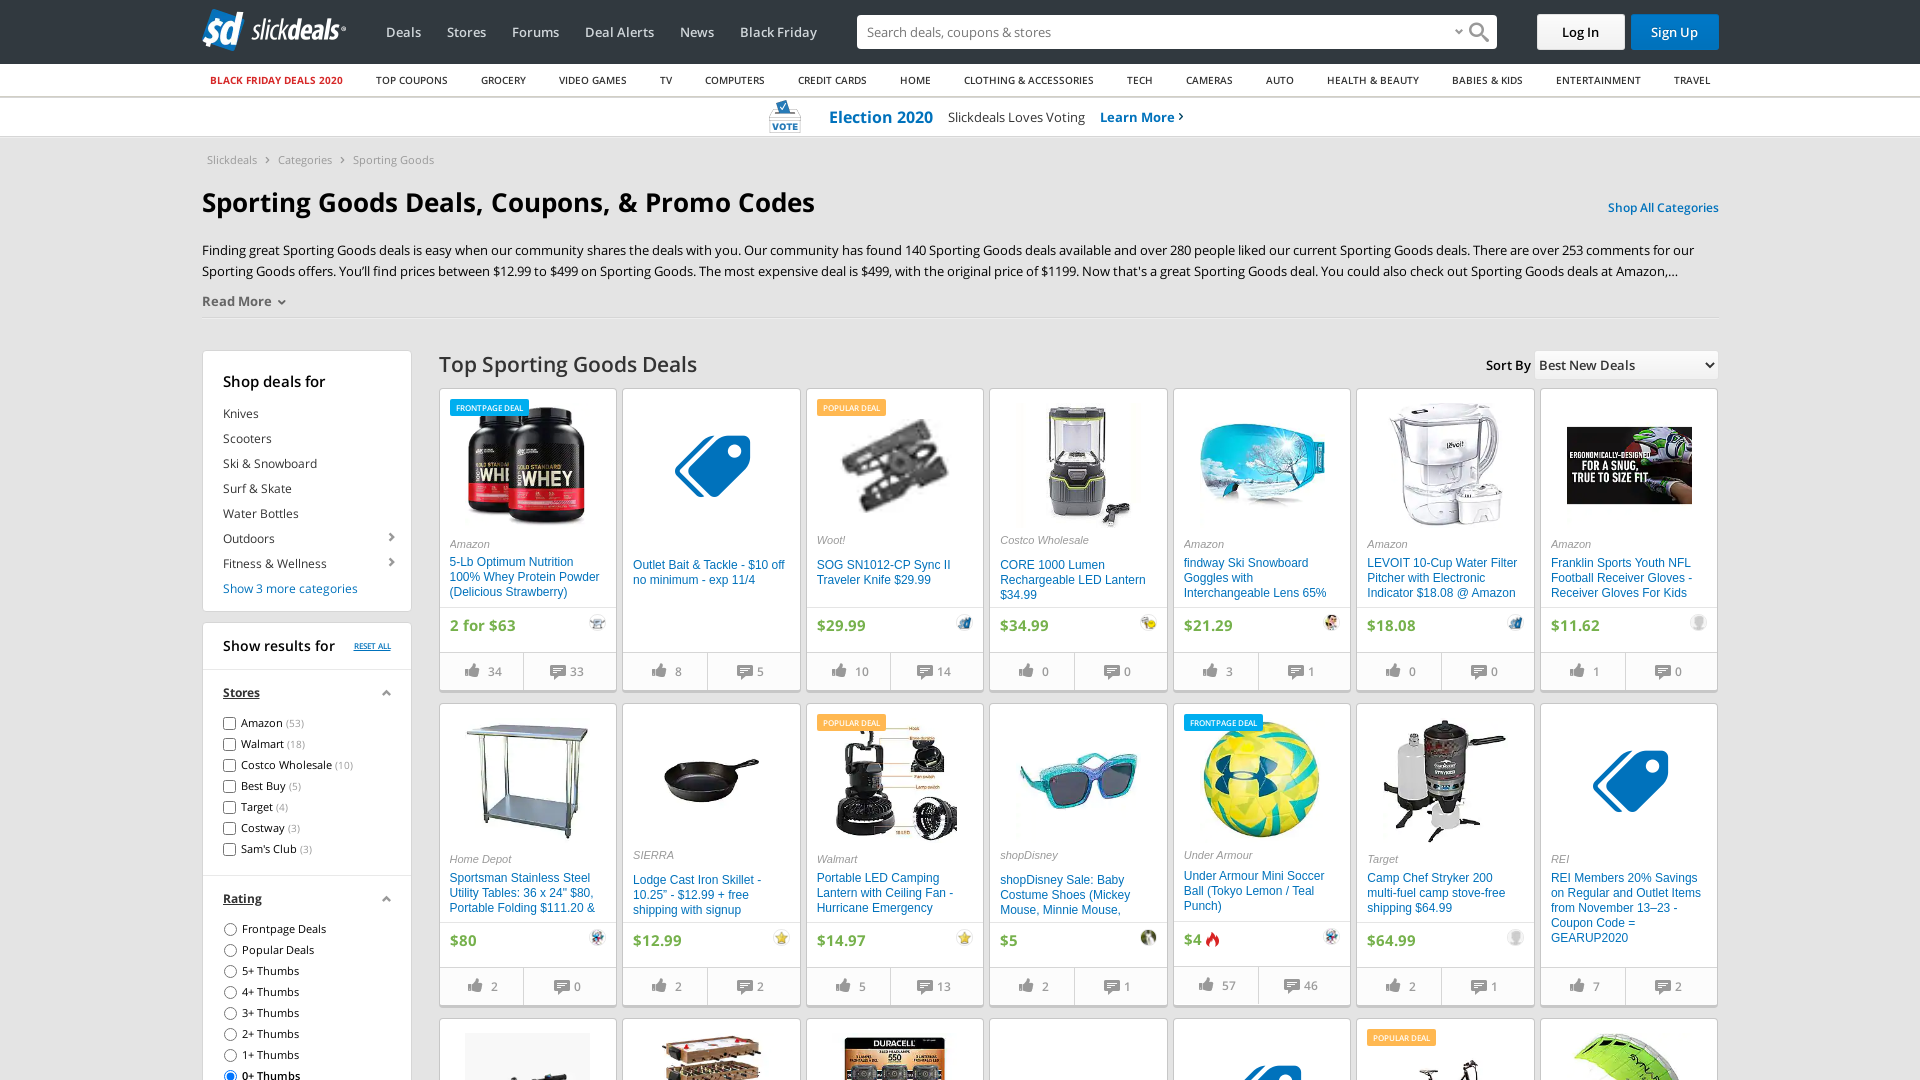 sd slickdeals
Deals
Stores
Forums
Deal Alerts
News
Black Friday
Search deals, coupons & stores
Log In
Sign Up
BLACK FRIDAY DEALS 2020
TOP COUPONS
GROCERY
VIDEO GAMES
TV
COMPUTERS
CREDIT CARDS
HOME
CLOTHING & ACCESSORIES
TECH
CAMERAS
AUTO
HEALTH & BEAUTY
BABIES & KIDS
ENTERTAINMENT
TRAVEL
VOTE
Election 2020 Slickdeals Loves Voting Learn More
Slickdeals > Categories > Sporting Goods
Sporting Goods Deals, Coupons, & Promo Codes
Shop All Categories
Finding great Sporting Goods deals is easy when our community shares the deals with you. Our community has found 140 Sporting Goods deals available and over 280 people liked our current Sporting Goods deals. There are over 253 comments for our
Sporting Goods offers. You'll find prices between $12.99 to $499 on Sporting Goods. The most expensive deal is $499, with the original price of $1199. Now that's a great Sporting Goods deal. You could also check out Sporting Goods deals at Amazon,...
Read More
Shop deals for
Knives
Scooters
Ski & Snowboard
Surf & Skate
Water Bottles
Outdoors
Fitness & Wellness
Show 3 more categories
Show results for
RESET ALL
Stores
Amazon (53)
Walmart (18)
Costco Wholesale (10)
Best Buy (5)
Target (4)
Costway (3)
Sam's Club (3)
Rating
Frontpage Deals
Popular Deals
5+ Thumbs
4+ Thumbs
3+ Thumbs
2+ Thumbs
1+ Thumbs
0+ Thumbs
Top Sporting Goods Deals
Sort By Best New Deals
FRONTPAGE DEAL
GOLD STANDARD
WHEY
Amazon
5-Lb Optimum Nutrition
100% Whey Protein Powder
(Delicious Strawberry)
2 for $63
34
33
Outlet Bait & Tackle - $10 off
no minimum - exp 11/4
8
5
POPULAR DEAL
Woot!
SOG SN1012-CP Sync II
Traveler Knife $29.99
$29.99
10
14
Costco Wholesale
CORE 1000 Lumen
Rechargeable LED Lantern
$34.99
$34.99
0
0
Amazon
findway Ski Snowboard
Goggles with
Interchangeable Lens 65%
$21.29
3
1
levoit
Amazon
LEVOIT 10-Cup Water Filter
Pitcher with Electronic
Indicator $18.08 @ Amazon
$18.08
0
0
ERGONOMICALLY-DESIGNED
FOR A SNUG,
TRUE TO SIZE FIT.
Amazon
Franklin Sports Youth NFL
Football Receiver Gloves -
Receiver Gloves For Kids
$11.62
1
0
Home Depot
Sportsman Stainless Steel
Utility Tables: 36 x 24" $80,
Portable Folding $111.20 &
$80
2
0
SIERRA
Lodge Cast Iron Skillet -
10.25" - $12.99 + free
shipping with signup
$12.99
2
2
POPULAR DEAL
Hook
Fan switch
Lamp switch
Walmart
Portable LED Camping
Lantern with Ceiling Fan -
Hurricane Emergency
$14.97
5
13
shopDisney
shopDisney Sale: Baby
Costume Shoes (Mickey
Mouse, Minnie Mouse,
$5
2
1
FRONTPAGE DEAL
Under Armour
Under Armour Mini Soccer
Ball (Tokyo Lemon / Teal
Punch)
$4
57
46
Target
Camp Chef Stryker 200
multi-fuel camp stove-free
shipping $64.99
$64.99
2
1
REI
REI Members 20% Savings
on Regular and Outlet Items
from November 13–23 -
Coupon Code =
GEARUP2020
7
2
DURACELL
550
POPULAR DEAL